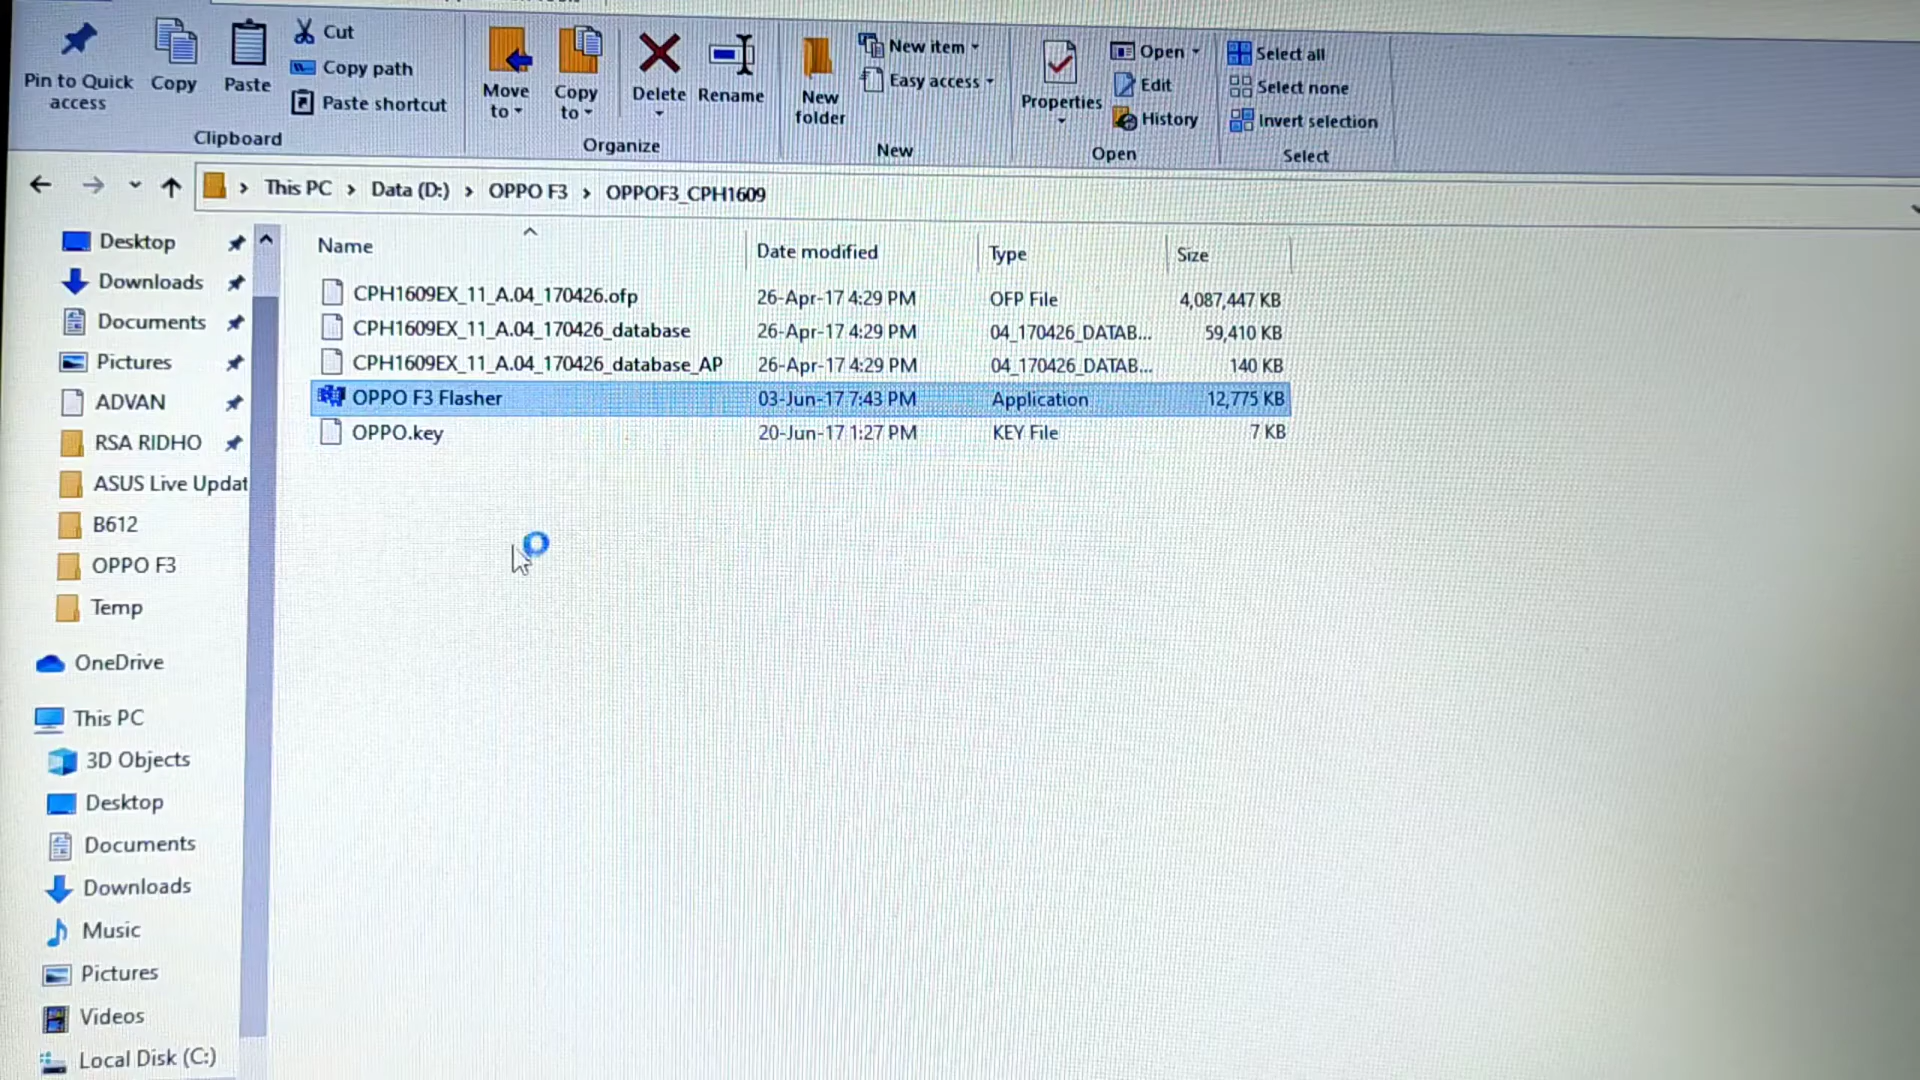 Pin to Quick access
Copy
Paste
Cut
Copy path
Paste shortcut
Clipboard
Move to
Copy to
Delete
Rename
Organize
New folder
New item
Easy access
New
Properties
Open
Edit
History
Open
Select all
Select none
Invert selection
Select
This PC > Data (D:) > OPPO F3 > OPPOF3_CPH1609
Name Date modified Type Size
CPH1609EX_11_A.04_170426.ofp 26-Apr-17 4:29 PM OFP File 4,087,447 KB
CPH1609EX_11_A.04_170426_database 26-Apr-17 4:29 PM 04_170426_DATAB... 59,410 KB
CPH1609EX_11_A.04_170426_database_AP 26-Apr-17 4:29 PM 04_170426_DATAB... 140 KB
OPPO F3 Flasher 03-Jun-17 7:43 PM Application 12,775 KB
OPPO.key 20-Jun-17 1:27 PM KEY File 7 KB
Desktop
Downloads
Documents
Pictures
ADVAN
RSA RIDHO
ASUS Live Updat
B612
OPPO F3
Temp
OneDrive
This PC
3D Objects
Desktop
Documents
Downloads
Music
Pictures
Videos
Local Disk (C:)